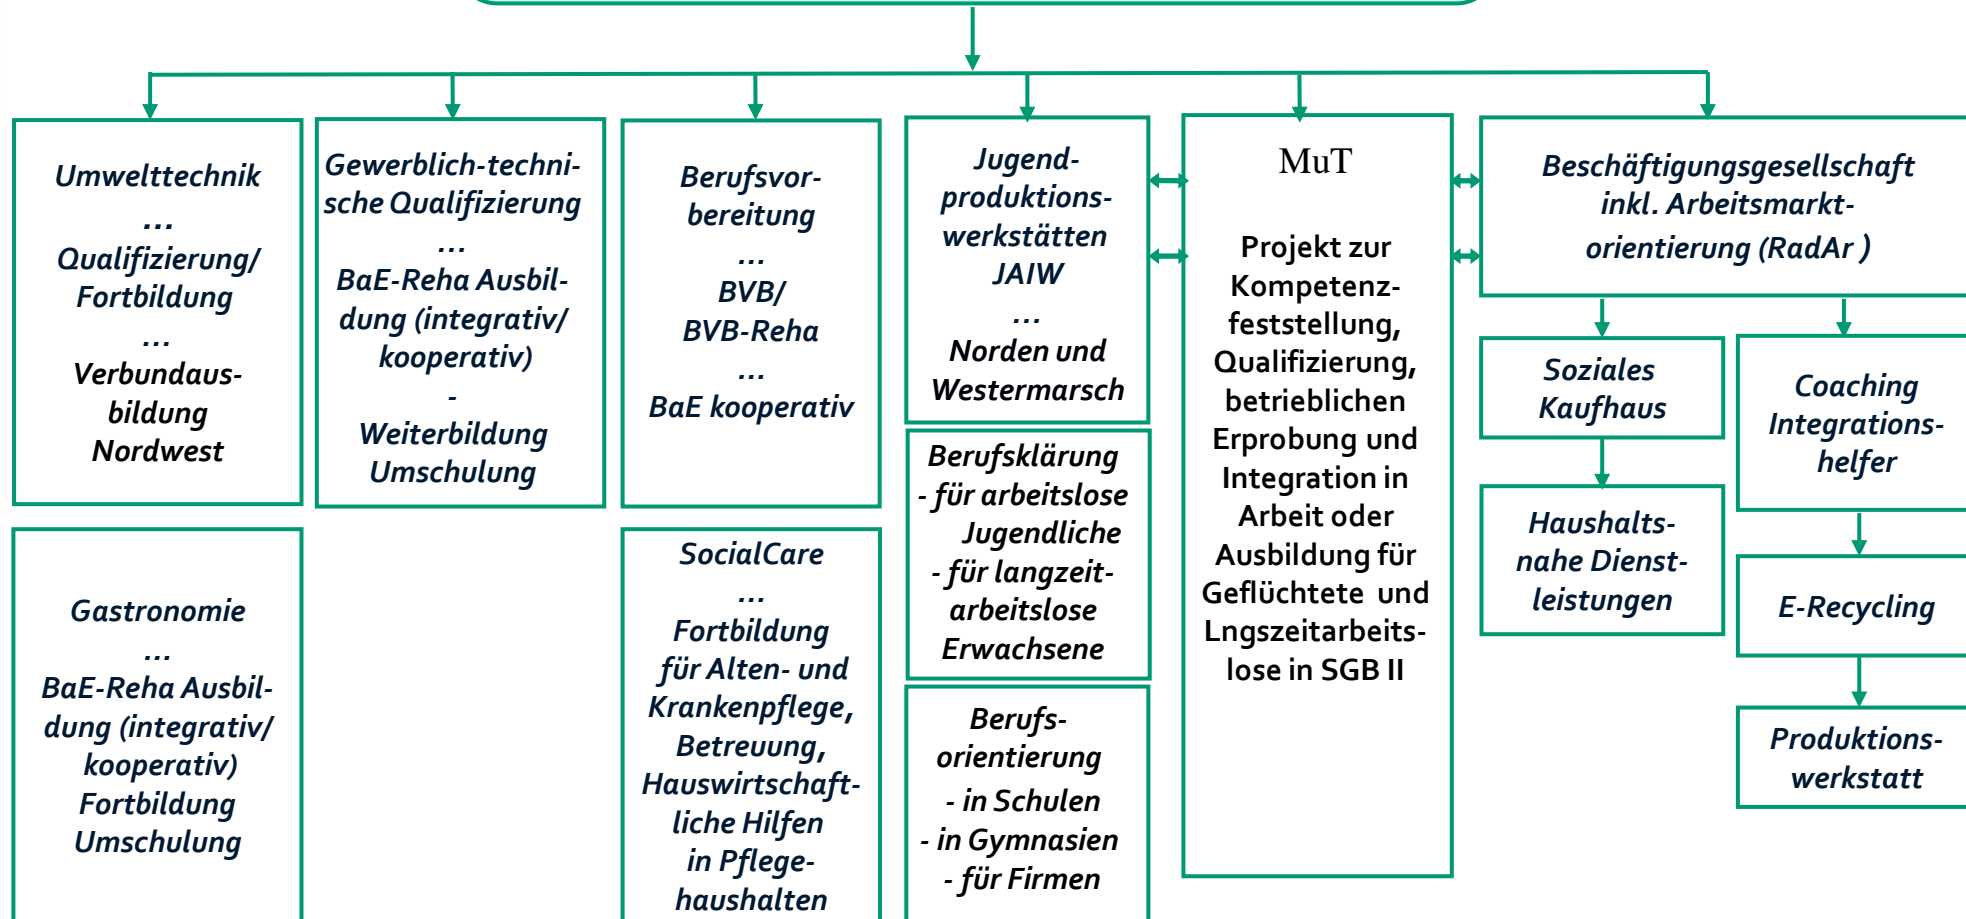 Umwelttechnik
...
Qualifizierung/
Fortbildung
...
Verbundaus-
bildung
Nordwest
Gastronomie
...
BaE-Reha Ausbil-
dung (integrativ/
kooperativ)
Fortbildung
Umschulung
Gewerblich-techni-
sche Qualifizierung
...
BaE-Reha Ausbil-
dung (integrativ/
kooperativ)
-
Weiterbildung
Umschulung
Berufsvor-
bereitung
...
BVB/
BVB-Reha
...
BaE kooperativ
SocialCare
...
Fortbildung
für Alten- und
Krankenpflege,
Betreuung,
Hauswirtschaft-
liche Hilfen
in Pflege-
haushalten
Jugend-
produktions-
werkstätten
JAIW
...
Norden und
Westermarsch
Berufsklärung
- für arbeitslose
Jugendliche
- für langzeit-
arbeitslose
Erwachsene
Berufs-
orientierung
- in Schulen
- in Gymnasien
- für Firmen
MuT
Projekt zur
Kompetenz-
feststellung,
Qualifizierung,
betrieblichen
Erprobung und
Integration in
Arbeit oder
Ausbildung für
Geflüchtete und
Lngszeitarbeits-
lose in SGB II
Beschäftigungsgesellschaft
inkl. Arbeitsmarkt-
orientierung (RadAr )
Soziales
Kaufhaus
Haushalts-
nahe Dienst-
leistungen
Coaching
Integrations-
helfer
E-Recycling
Produktions-
werkstatt